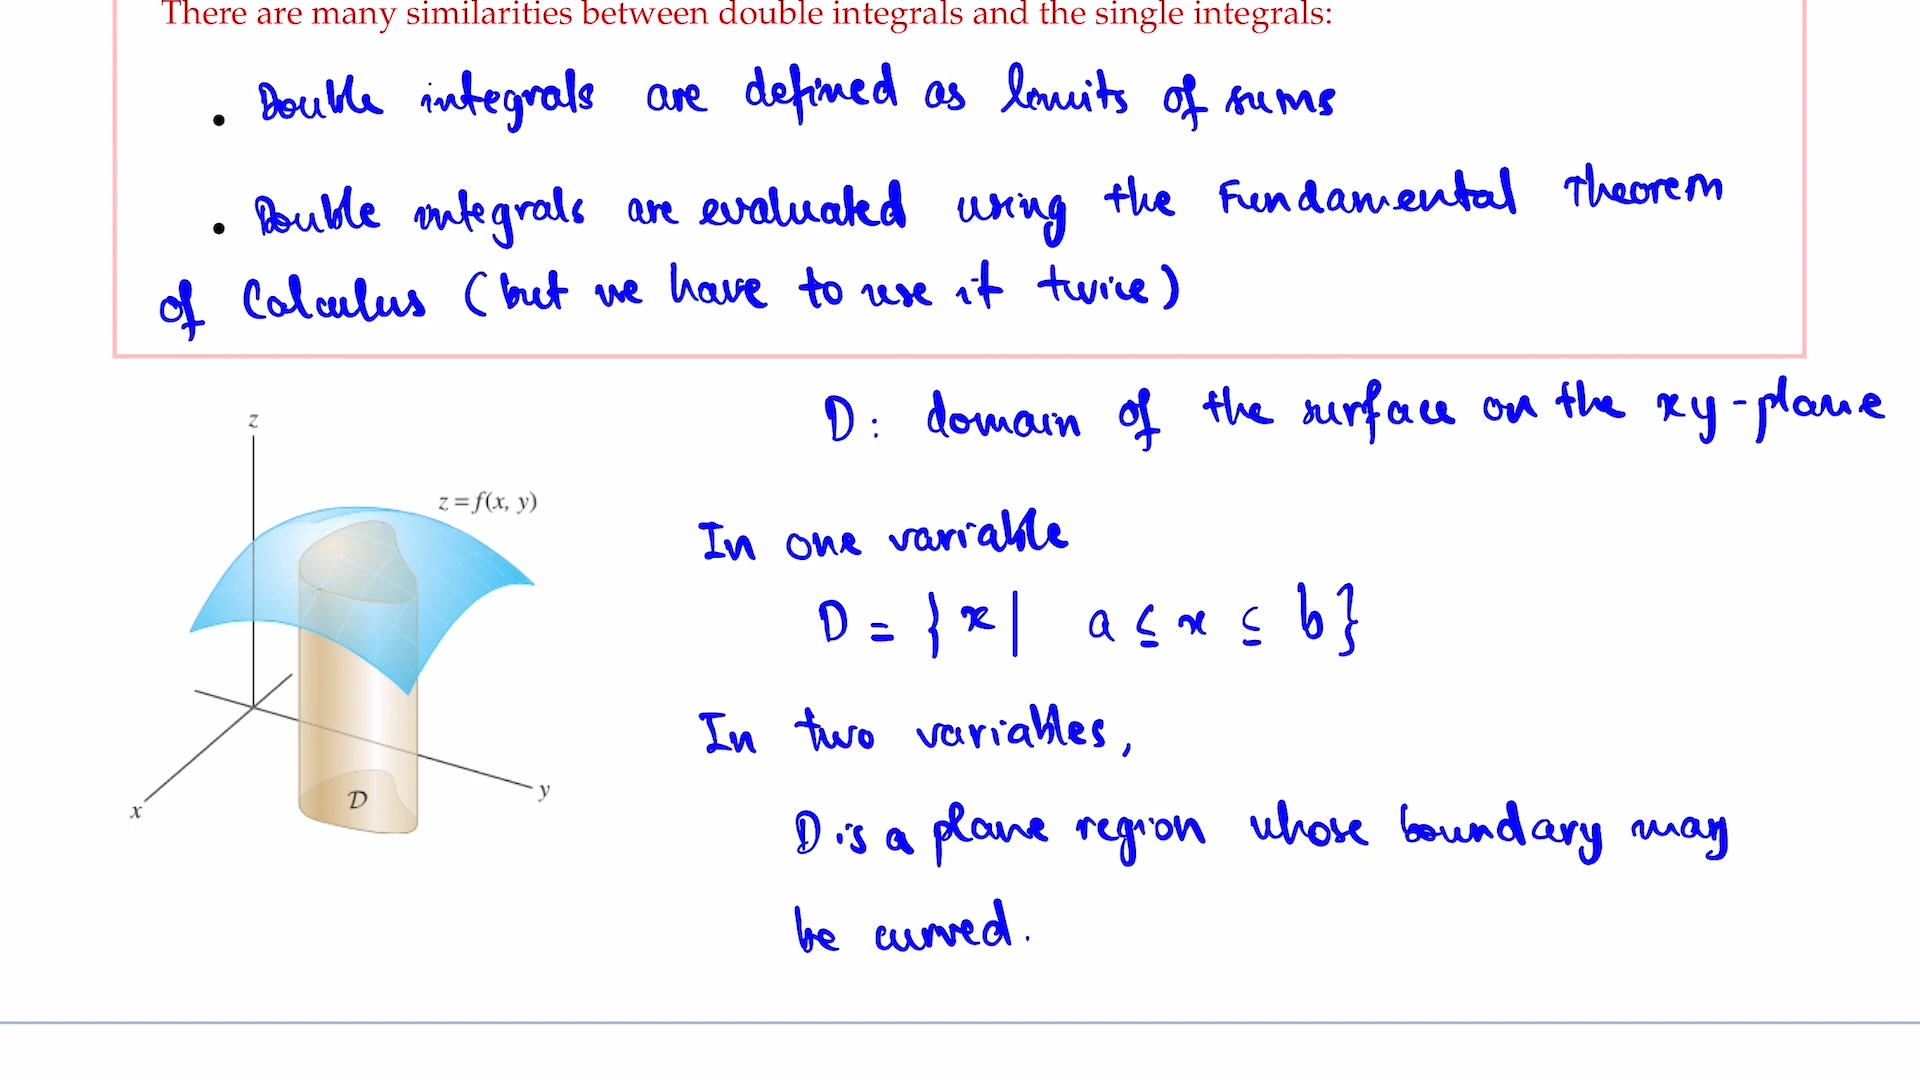 There are many similarities between double integrals and the single integrals:
• Double integrals are defined as limits of sums
• Double integrals are evaluated using the Fundamental Theorem
of Calculus (but we have to use it twice)
D: domain of the surface on the xy-plane
z
z = f(x, y)
In one variable
D = {x| a ≤ x ≤ b}
In two variables,
y
x
D
D is a plane region whose boundary may
be curved.